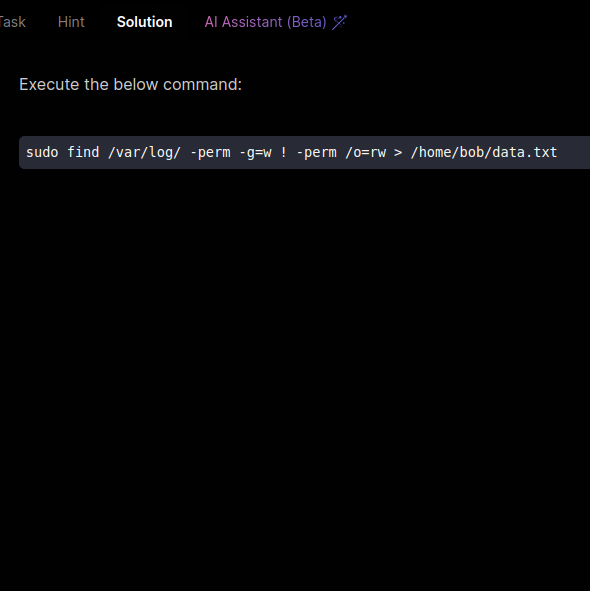 Task Hint Solution AI Assistant (Beta)
Execute the below command:
sudo find /var/log/ -perm -g=w ! -perm /o=rw > /home/bob/data.txt